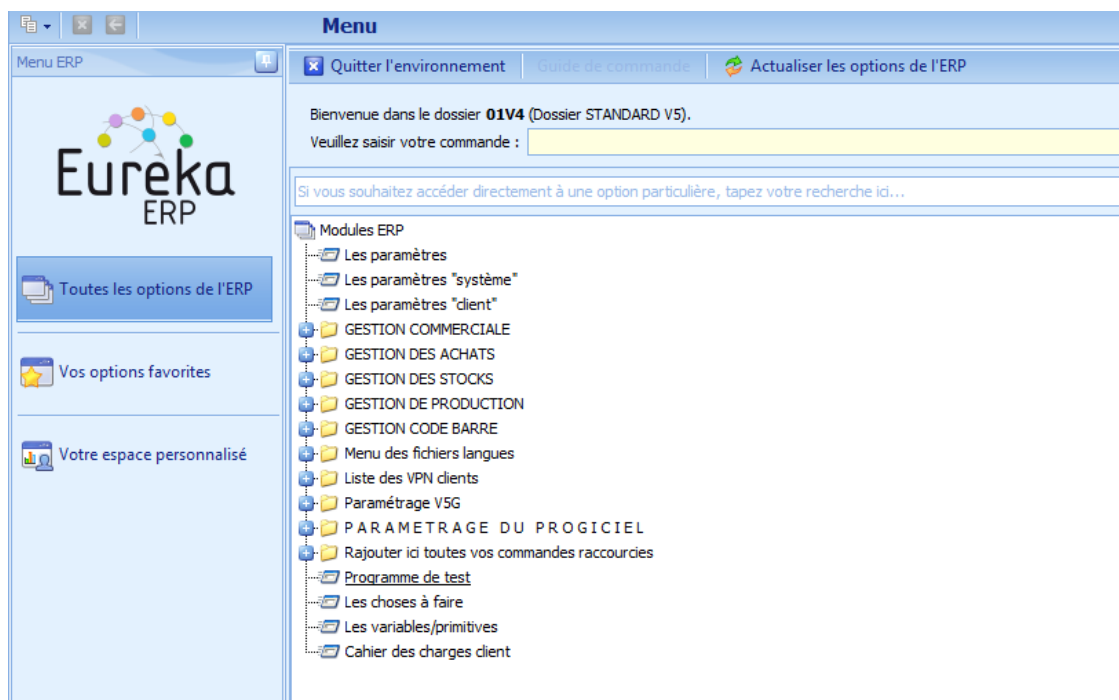 Menu
Menu ERP
Quitter l'environnement
Guide de commande
Actualiser les options de l'ERP
Bienvenue dans le dossier 01V4 (Dossier STANDARD V5).
Veuillez saisir votre commande :
Si vous souhaitez accéder directement à une option particulière, tapez votre recherche ici...
Eureka
ERP
Toutes les options de l'ERP
Vos options favorites
Votre espace personnalisé
Modules ERP
Les paramètres
Les paramètres "système"
Les paramètres "client"
GESTION COMMERCIALE
GESTION DES ACHATS
GESTION DES STOCKS
GESTION DE PRODUCTION
GESTION CODE BARRE
Menu des fichiers langues
Liste des VPN clients
Paramétrage V5G
P A R A M E T R A G E  D U  P R O G I C I E L
Rajouter ici toutes vos commandes raccourcies
Programme de test
Les choses à faire
Les variables/primitives
Cahier des charges client